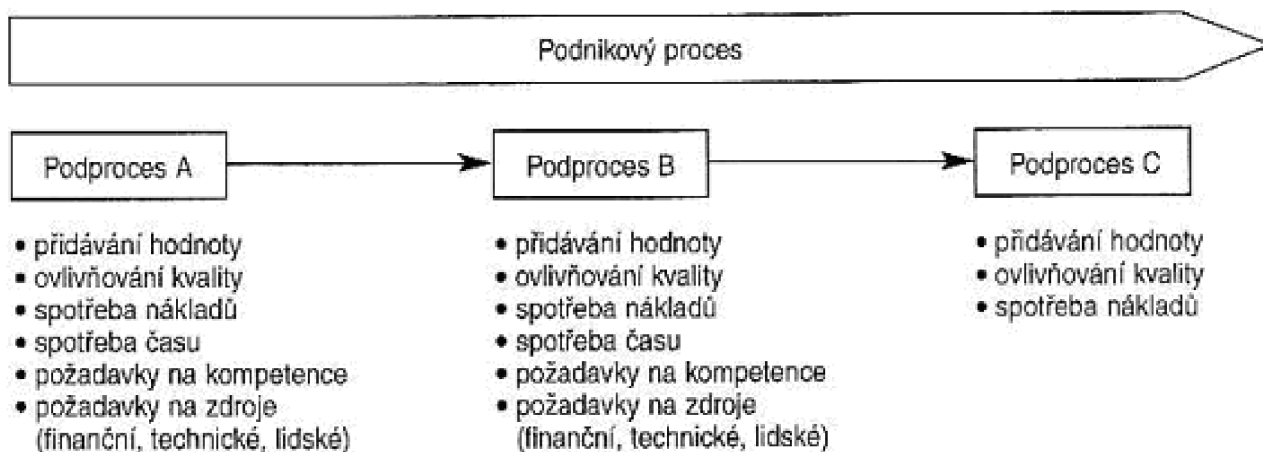 Podnikový proces
Podproces A
Podproces B
Podproces C
• přidávání hodnoty
• ovlivňování kvality
• spotřeba nákladů
• spotřeba času
• požadavky na kompetence
• požadavky na zdroje
(finanční, technické, lidské)
• přidávání hodnoty
• ovlivňování kvality
• spotřeba nákladů
• spotřeba času
• požadavky na kompetence
• požadavky na zdroje
(finanční, technické, lidské)
• přidávání hodnoty
• ovlivňování kvality
• spotřeba nákladů